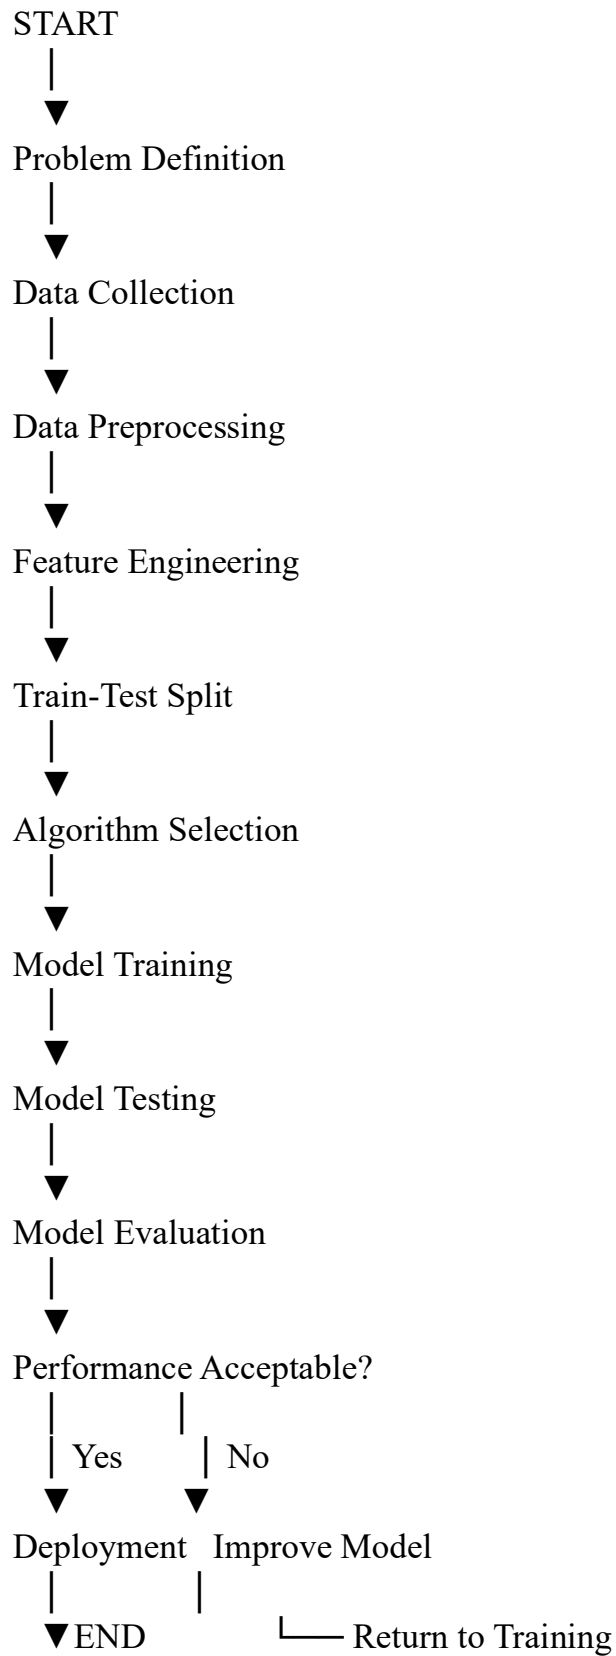 START
│
▼
Problem Definition
│
▼
Data Collection
│
▼
Data Preprocessing
│
▼
Feature Engineering
│
▼
Train-Test Split
│
▼
Algorithm Selection
│
▼
Model Training
│
▼
Model Testing
│
▼
Model Evaluation
│
▼
Performance Acceptable?
│ │
│ Yes │ No
▼ ▼
Deployment Improve Model
│ │
▼END └── Return to Training